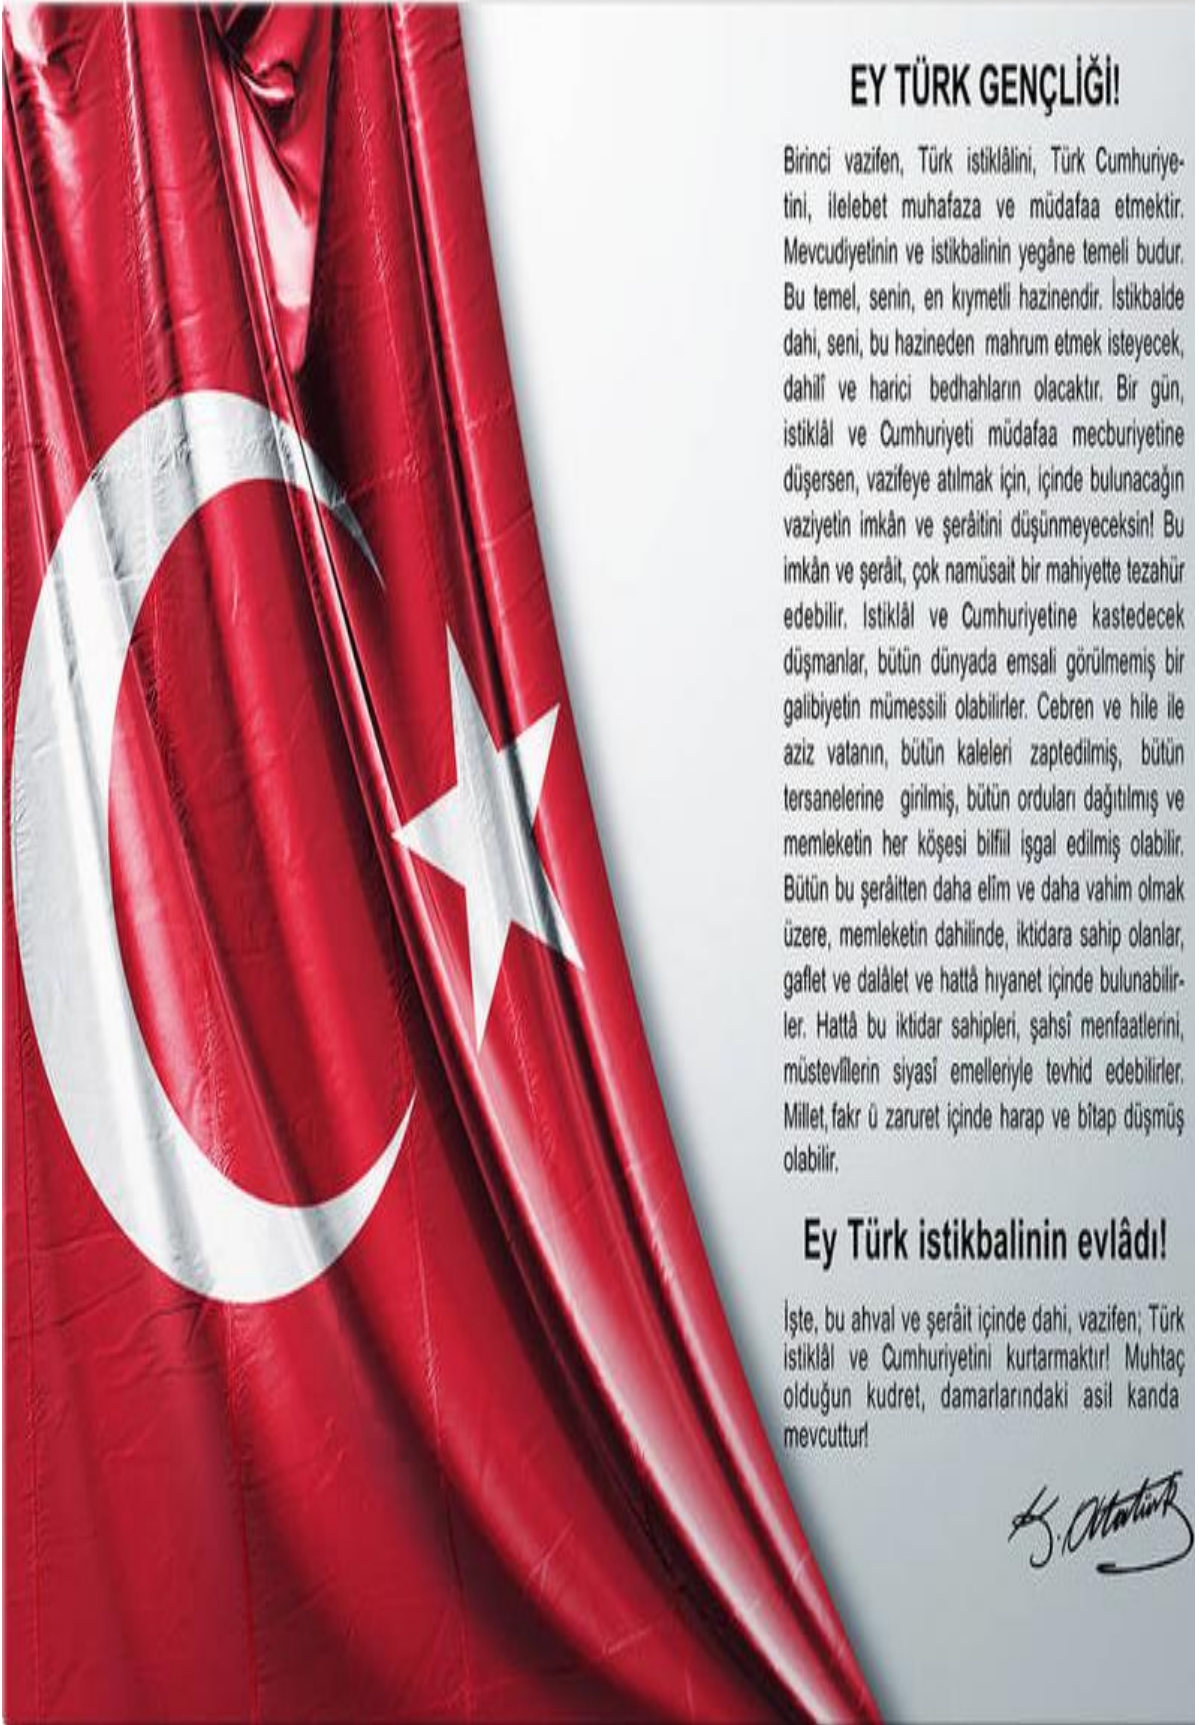 EY TÜRK GENÇLİĞİ!
Birinci vazifen, Türk istiklâlini, Türk Cumhuriye-
tini, ilelebet muhafaza ve müdafaa etmektir.
Mevcudiyetinin ve istikbalinin yegâne temeli budur.
Bu temel, senin, en kıymetli hazinendir. İstikbalde
dahi, seni, bu hazineden mahrum etmek isteyecek,
dahilî ve harici bedhahların olacaktır. Bir gün,
istiklâl ve Cumhuriyeti müdafaa mecburiyetine
düşersen, vazifeye atılmak için, içinde bulunacağın
vaziyetin imkân ve şerâitini düşünmeyeceksin! Bu
imkân ve şerâit, çok namüsait bir mahiyette tezahür
edebilir. İstiklâl ve Cumhuriyetine kastedecek
düşmanlar, bütün dünyada emsali görülmemiş bir
galibiyetin mümessili olabilirler. Cebren ve hile ile
aziz vatanın, bütün kaleleri zaptedilmiş, bütün
tersanelerine girilmiş, bütün orduları dağıtılmış ve
memleketin her köşesi bilfiil işgal edilmiş olabilir.
Bütün bu şerâitten daha elîm ve daha vahim olmak
üzere, memleketin dahilinde, iktidara sahip olanlar,
gaflet ve dalâlet ve hattâ hıyanet içinde bulunabilir-
ler. Hattâ bu iktidar sahipleri, şahsî menfaatlerini,
müstevlîlerin siyasî emelleriyle tevhid edebilirler.
Millet, fakr ü zaruret içinde harap ve bîtap düşmüş
olabilir.
Ey Türk istikbalinin evlâdı!
İşte, bu ahval ve şerâit içinde dahi, vazifen; Türk
istiklâl ve Cumhuriyetini kurtarmaktır! Muhtaç
olduğun kudret, damarlarındaki asil kanda
mevcuttur!
K. Atatürk